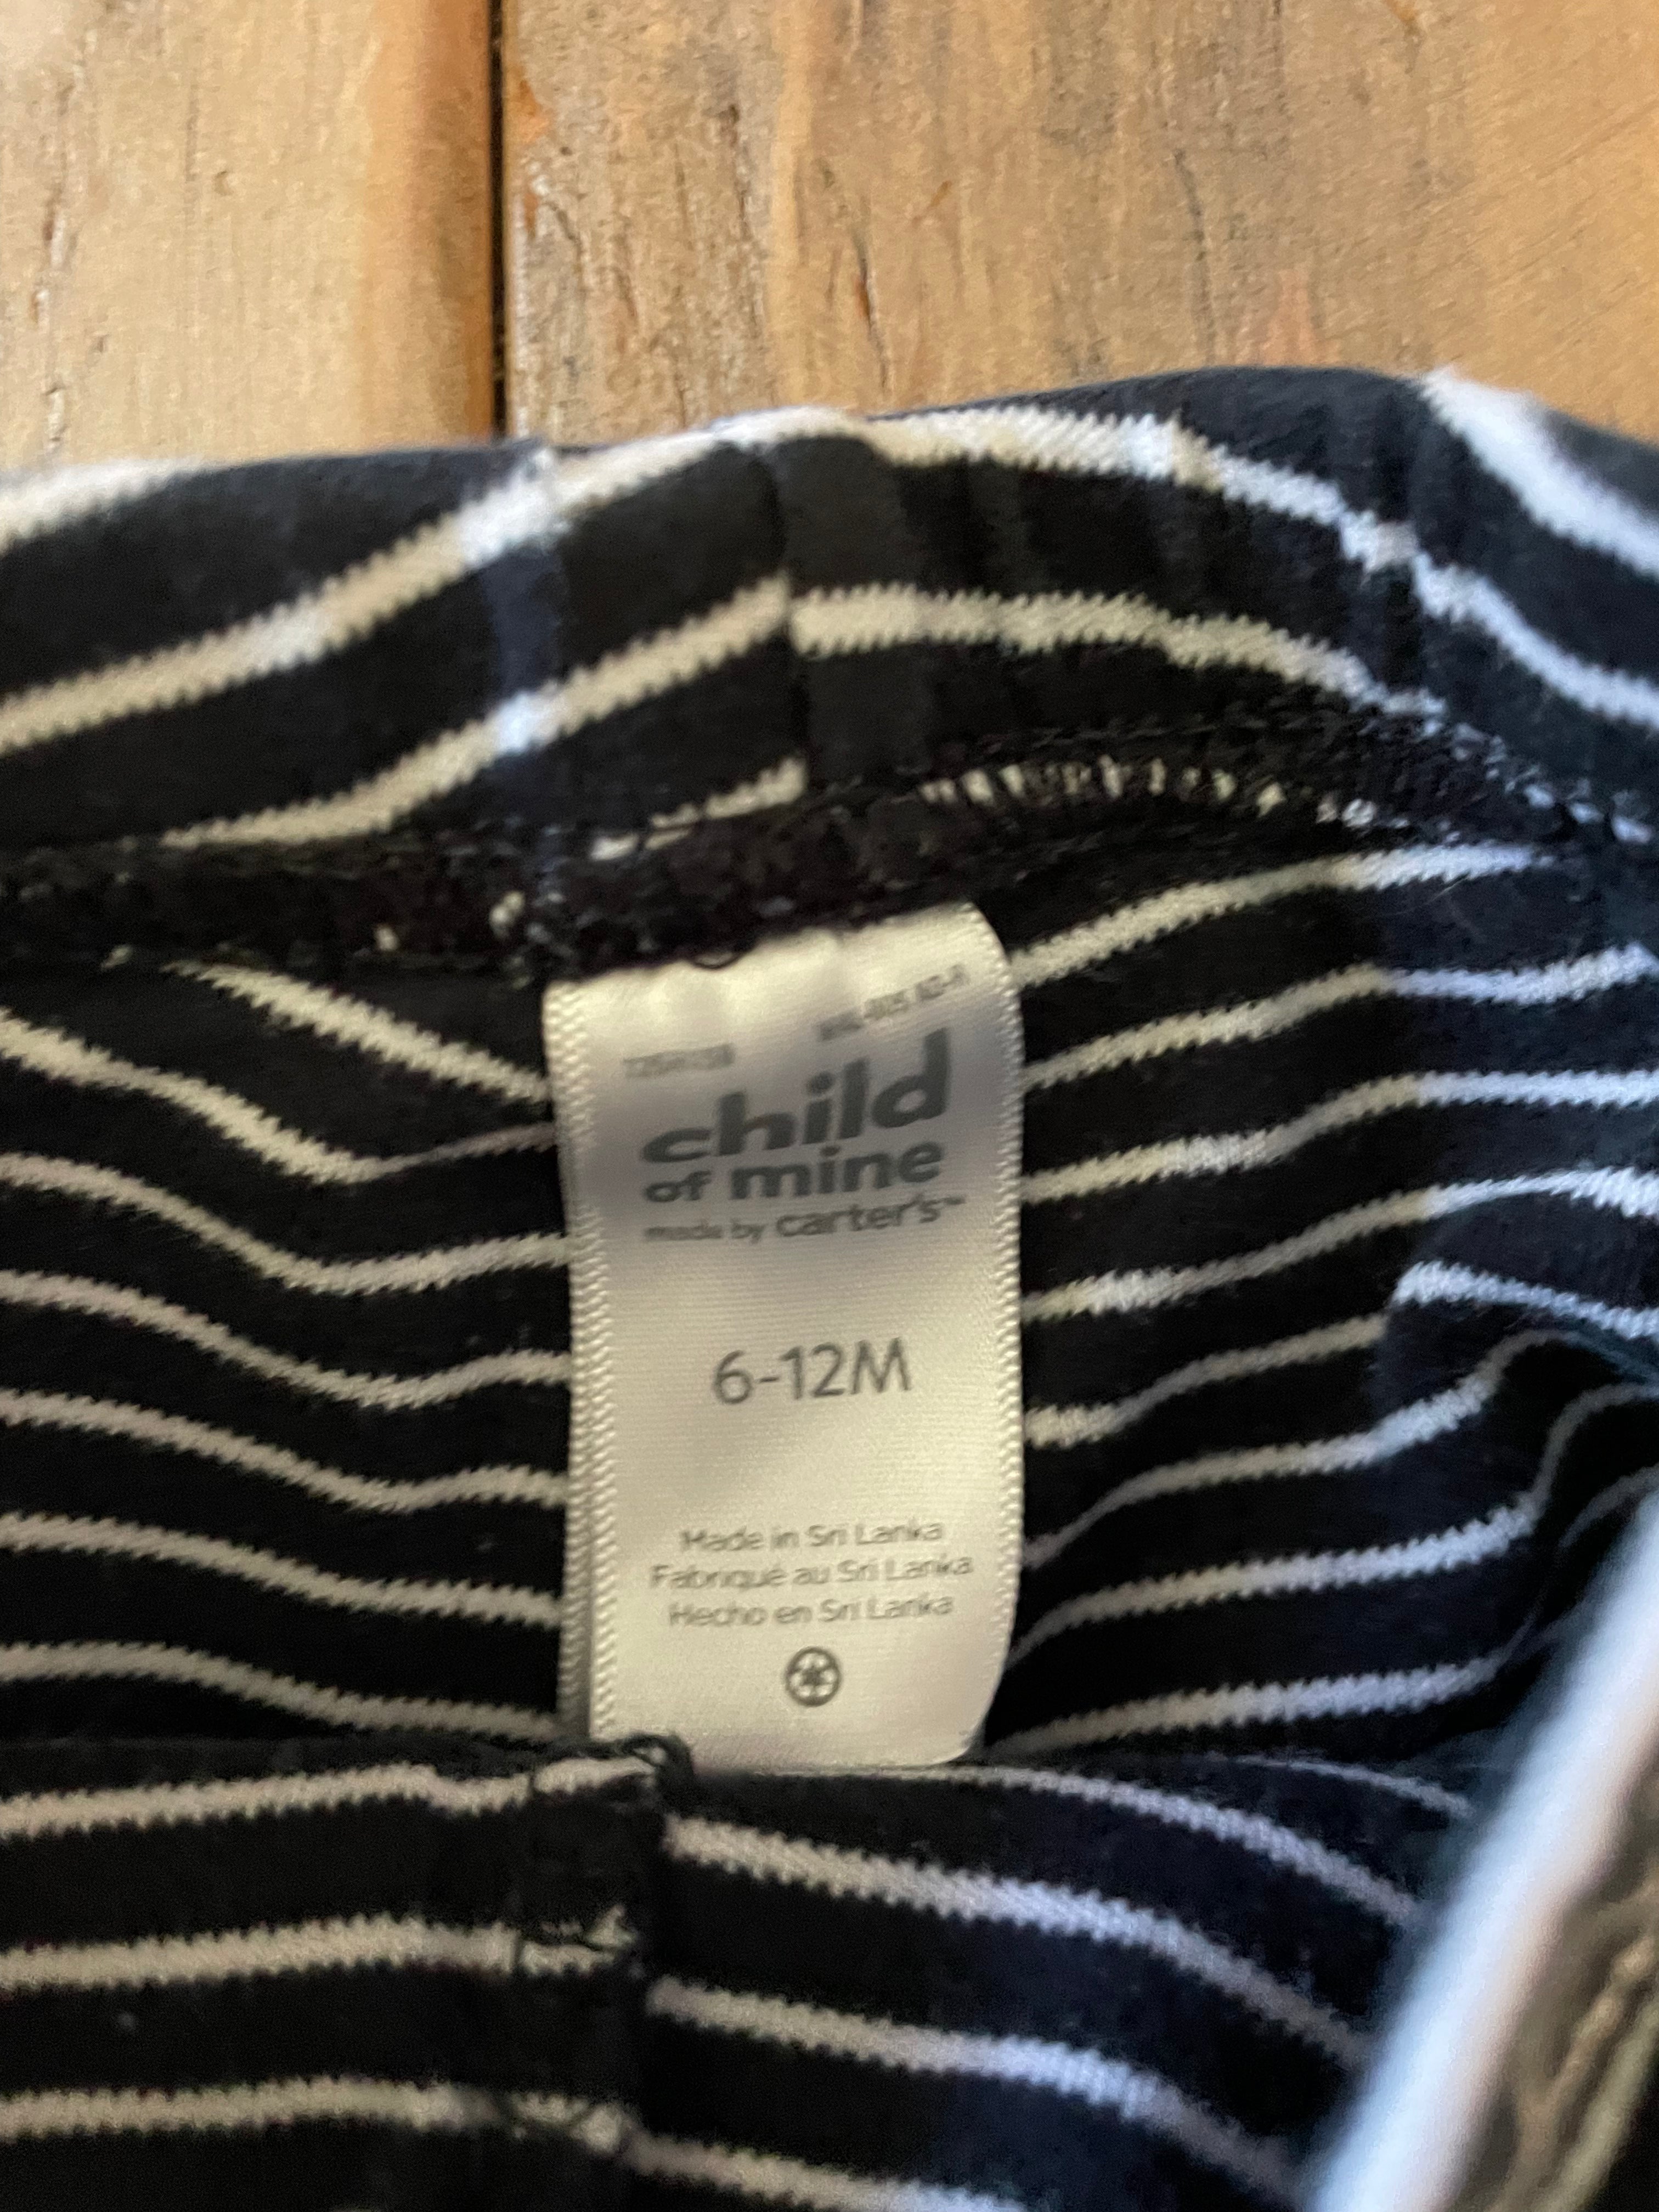 child
of mine
made by carter's™
6-12M
Made in Sri Lanka
Fabriqué au Sri Lanka
Hecho en Sri Lanka